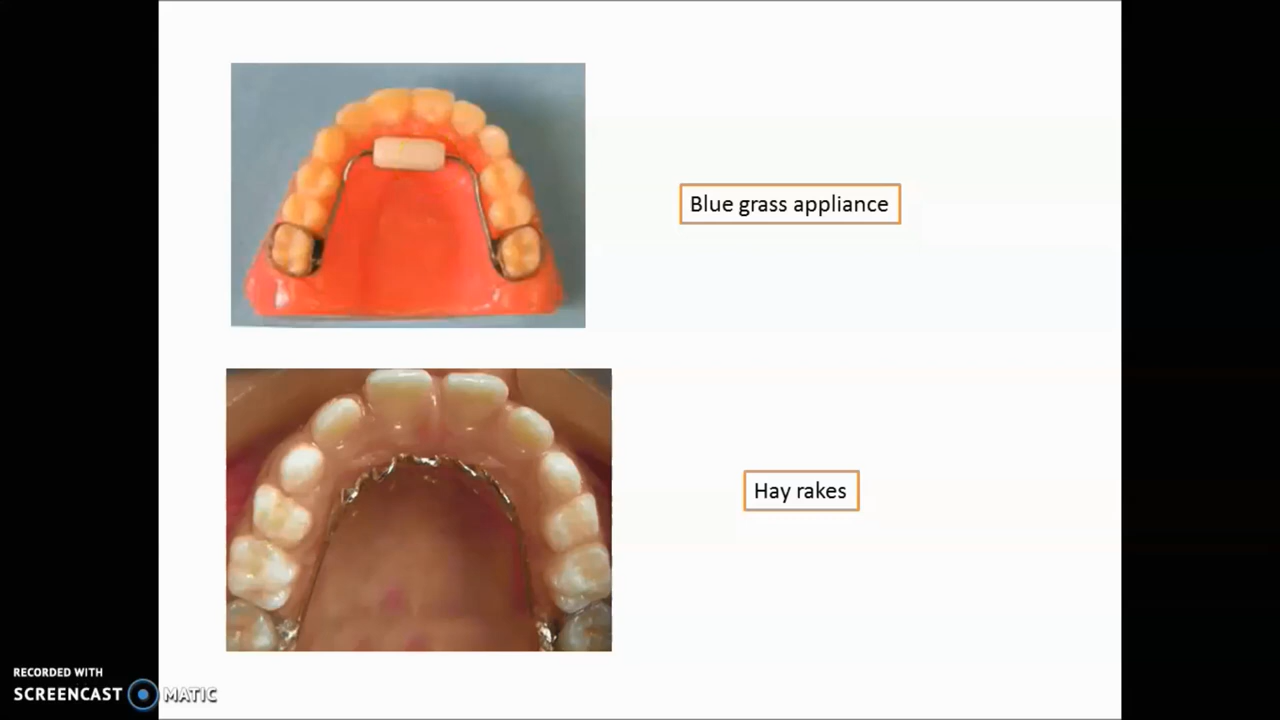 Blue grass appliance
Hay rakes
RECORDED WITH
SCREENCAST MATIC